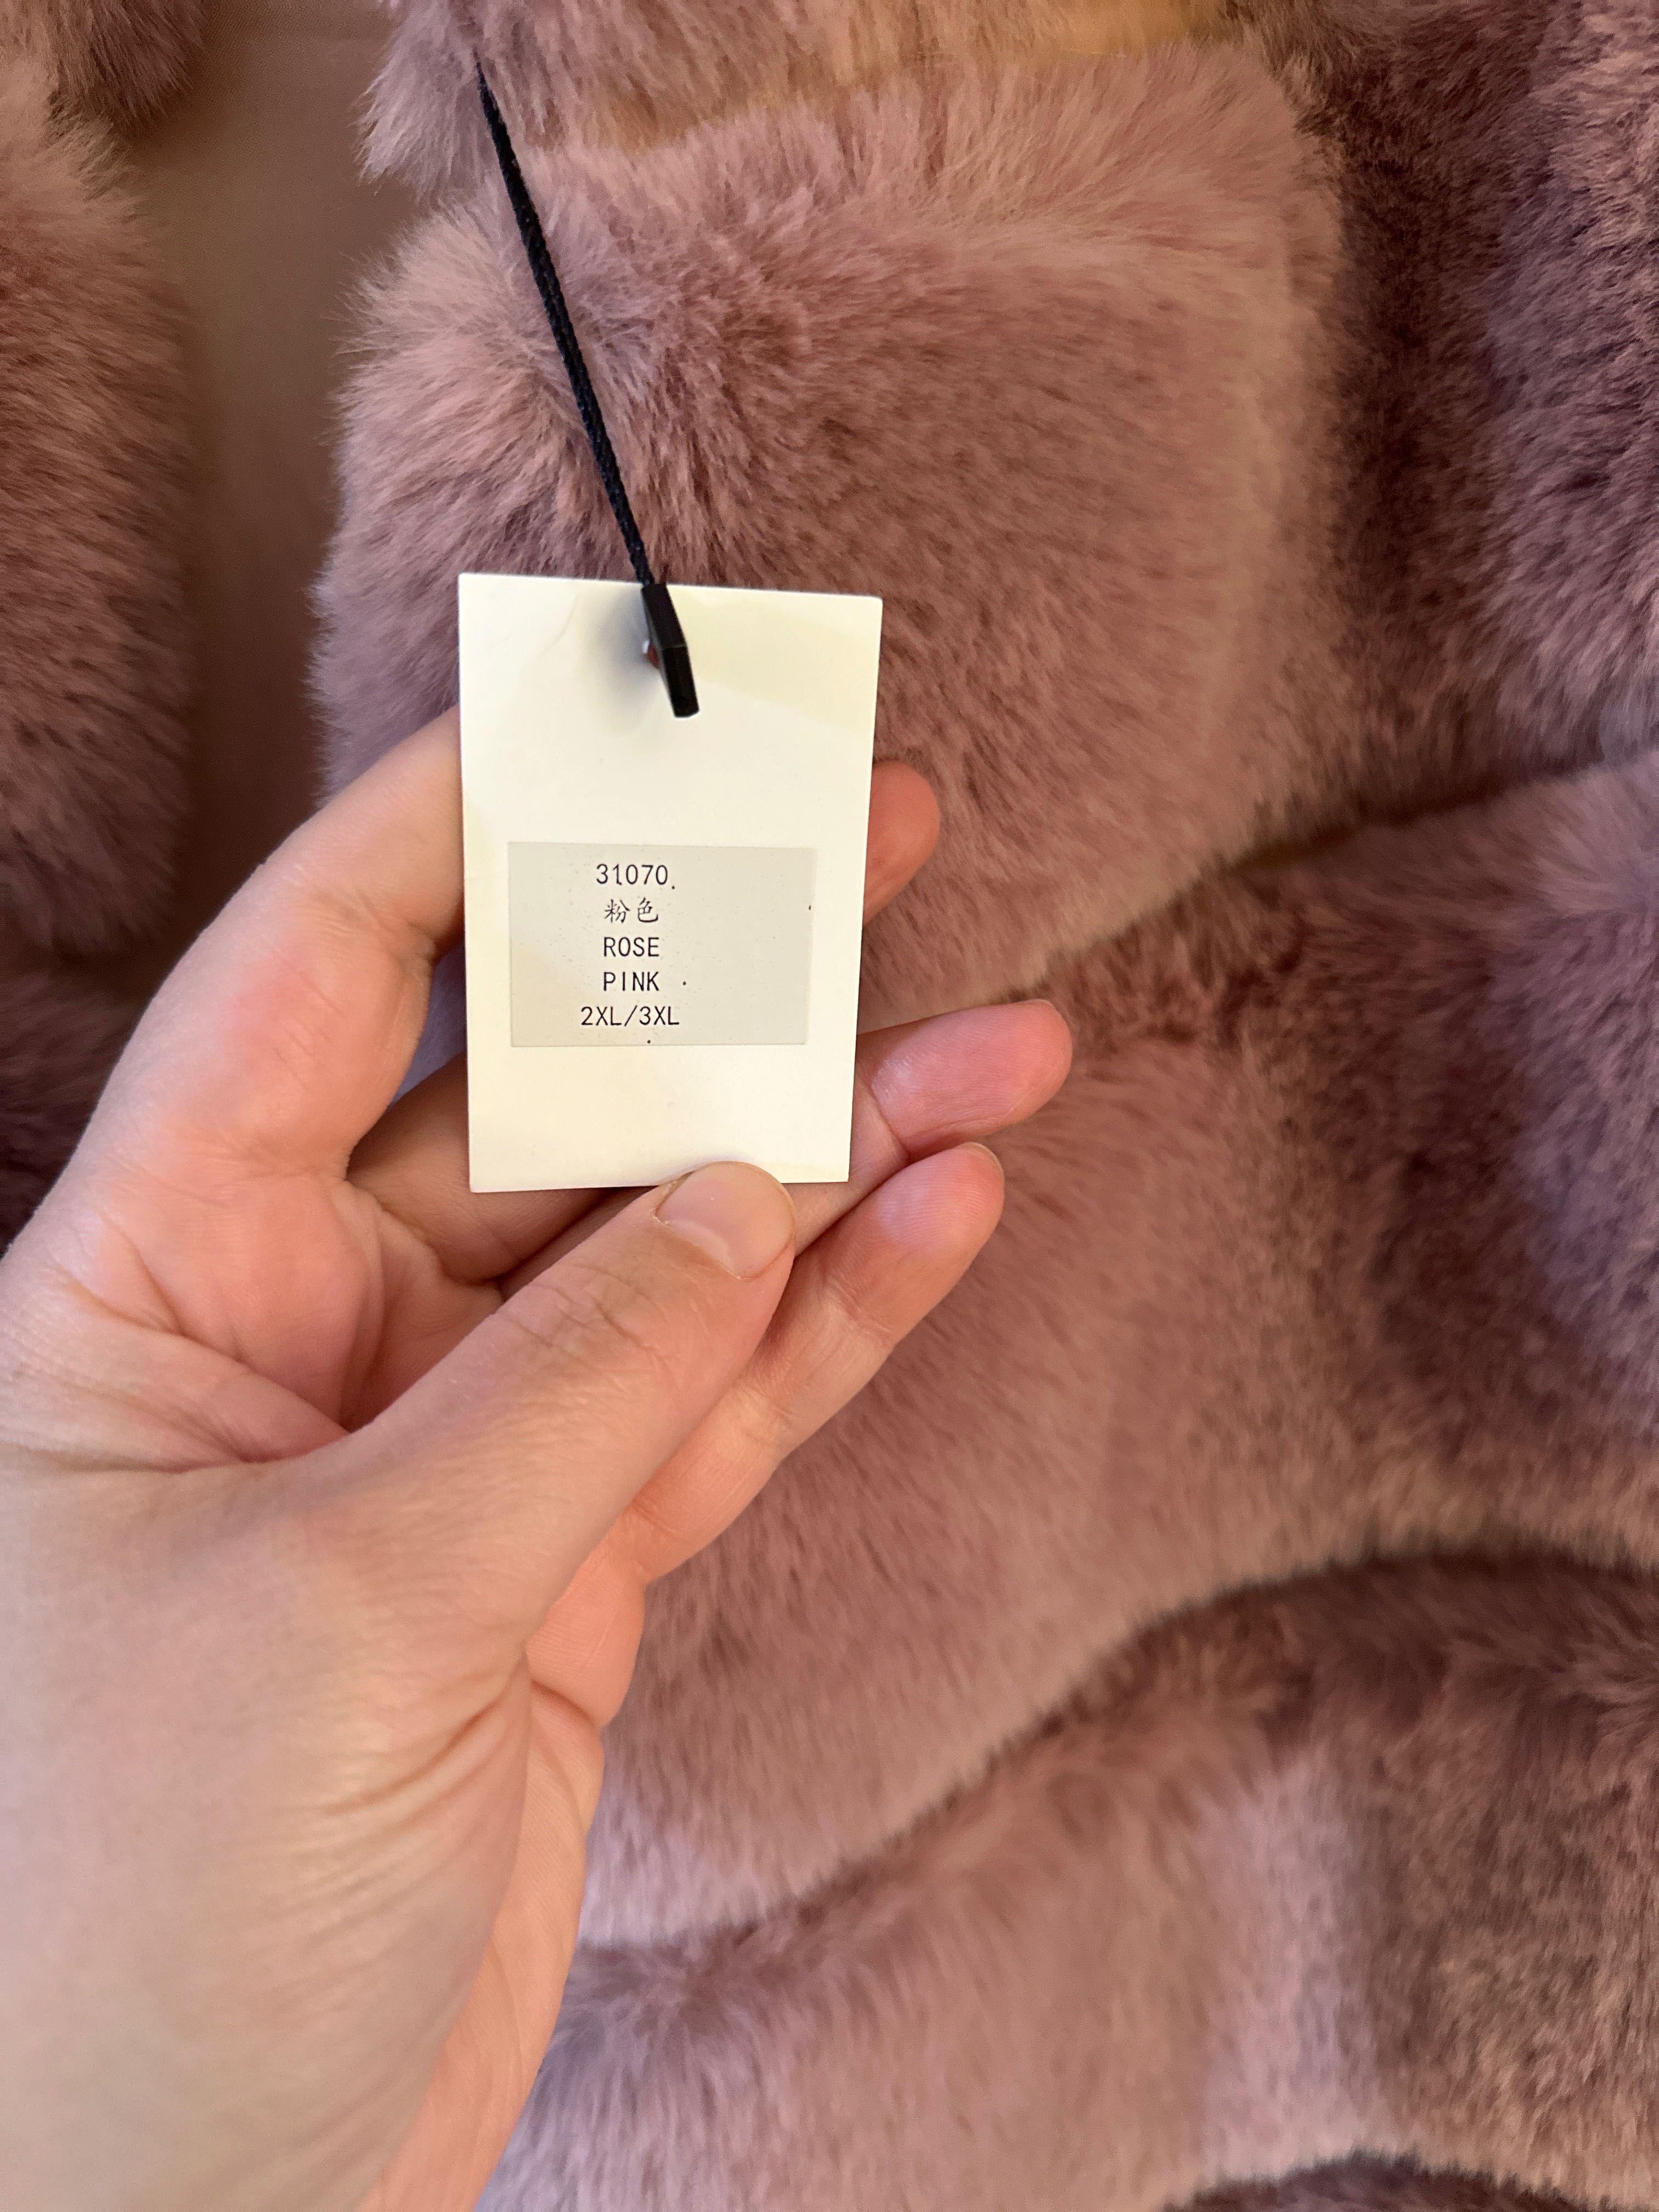 31070
粉色
ROSE
PINK
2XL/3XL